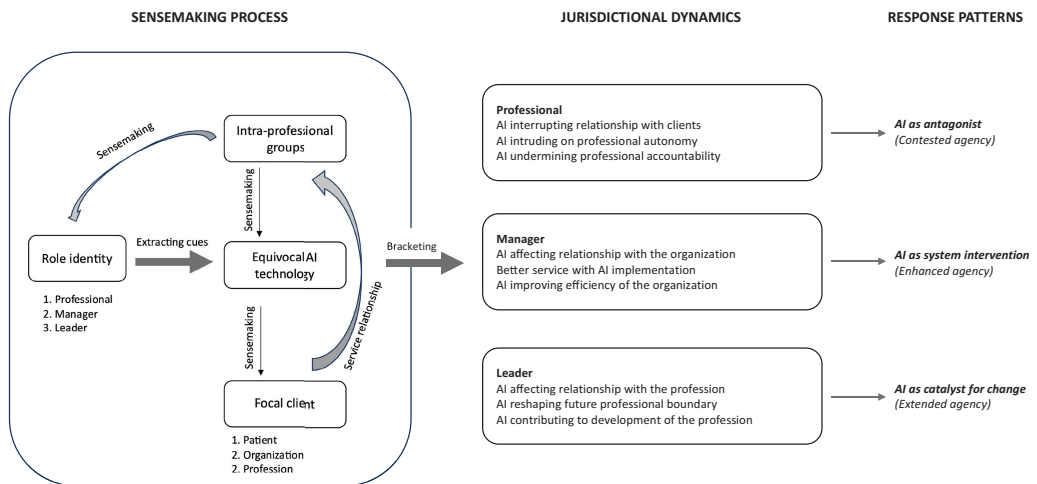 SENSEMAKING PROCESS
JURISDICTIONAL DYNAMICS
RESPONSE PATTERNS
Sensemaking
Intra-professional
groups
Sensemaking
Role identity
Extracting cues
Equivocal AI
technology
1. Professional
2. Manager
3. Leader
Sensemaking
Service relationship
Focal client
1. Patient
2. Organization
2. Profession
Bracketing
Professional
AI interrupting relationship with clients
AI intruding on professional autonomy
AI undermining professional accountability
AI as antagonist
(Contested agency)
Manager
AI affecting relationship with the organization
Better service with AI implementation
AI improving efficiency of the organization
AI as system intervention
(Enhanced agency)
Leader
AI affecting relationship with the profession
AI reshaping future professional boundary
AI contributing to development of the profession
AI as catalyst for change
(Extended agency)